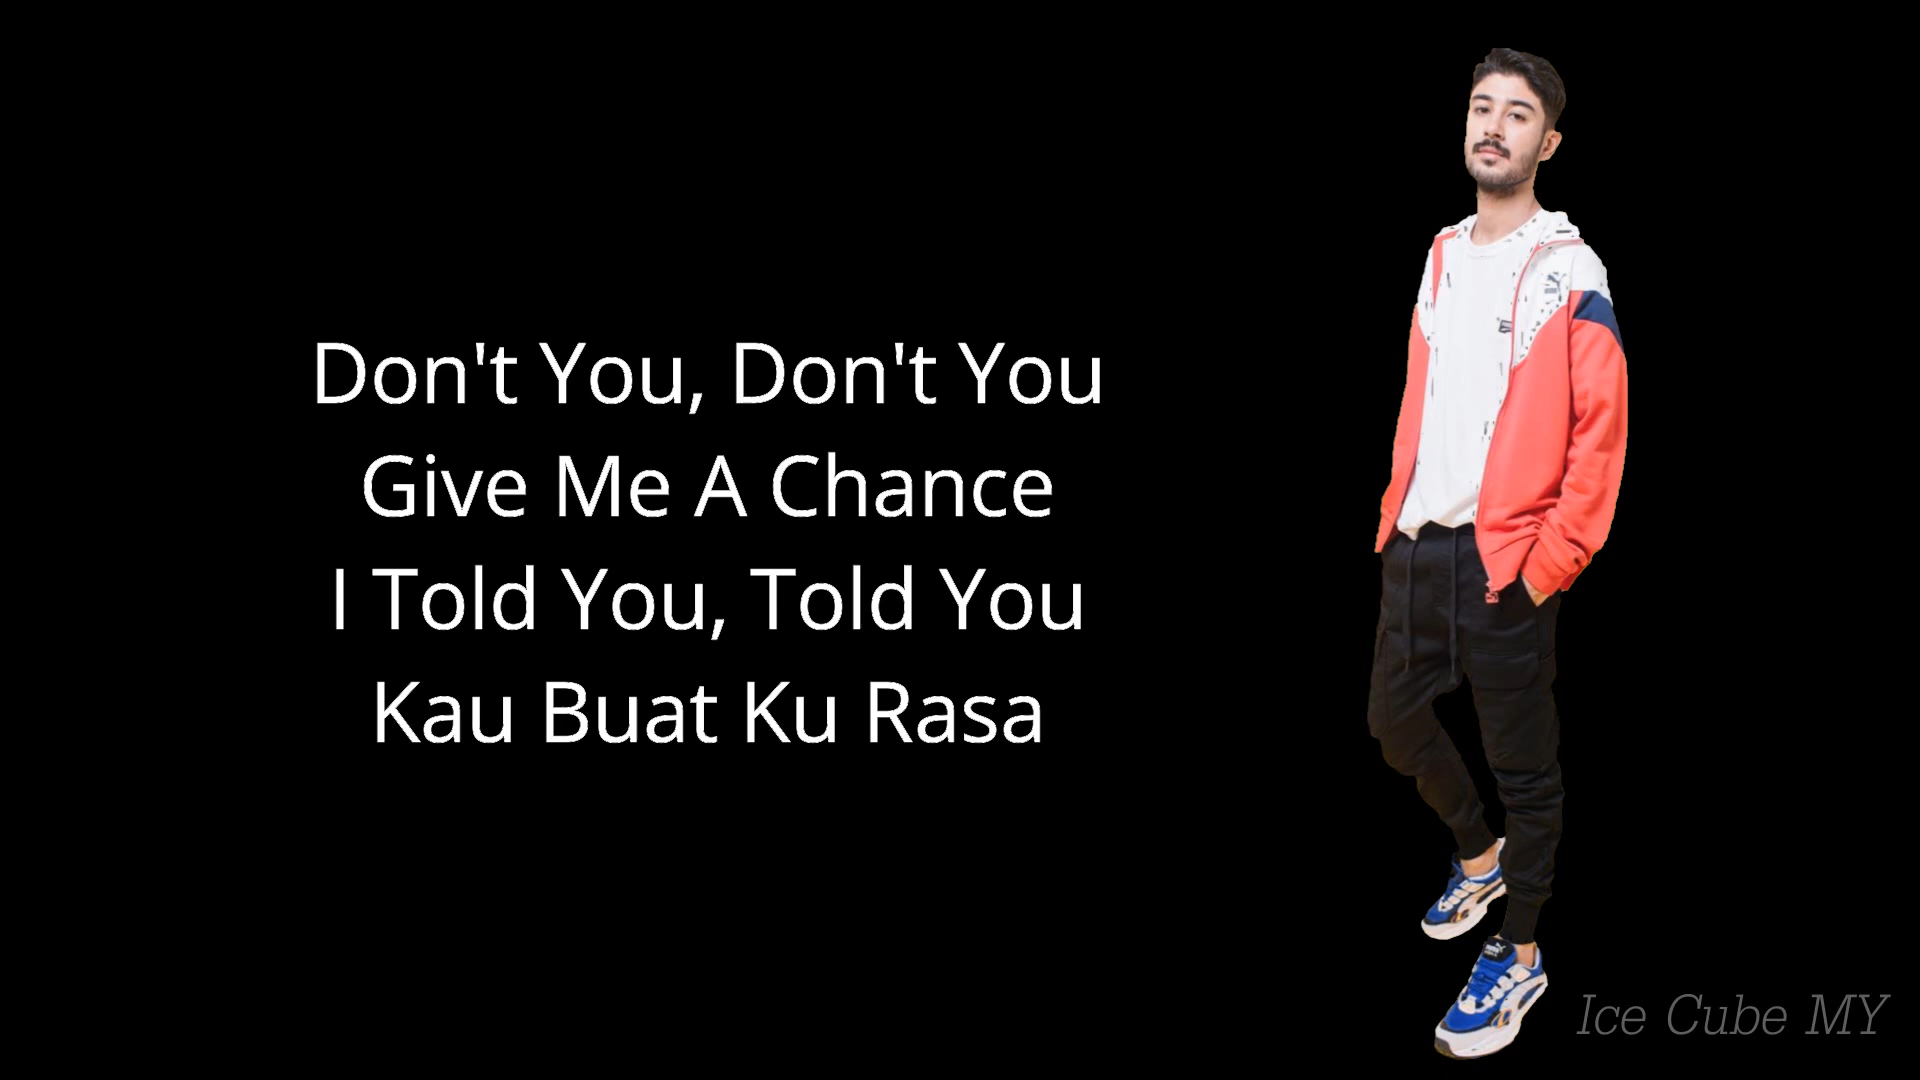 Don't You, Don't You
Give Me A Chance
I Told You, Told You
Kau Buat Ku Rasa
Ice Cube MY